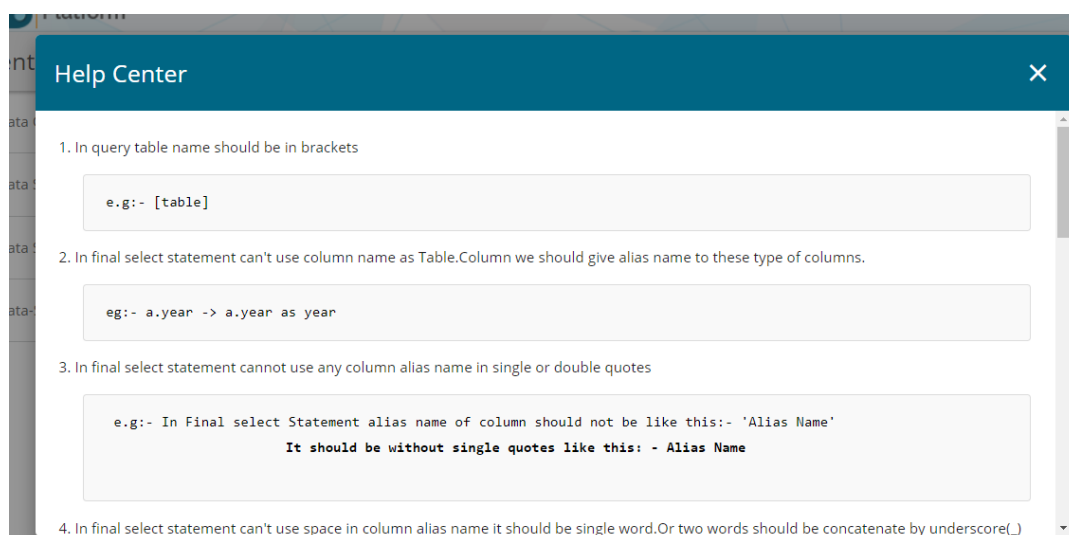 Platform
Help Center
1. In query table name should be in brackets
e.g:- [table]
2. In final select statement can't use column name as Table.Column we should give alias name to these type of columns.
eg:- a.year -> a.year as year
3. In final select statement cannot use any column alias name in single or double quotes
e.g:- In Final select Statement alias name of column should not be like this:- 'Alias Name'
It should be without single quotes like this: - Alias Name
4. In final select statement can't use space in column alias name it should be single word.Or two words should be concatenate by underscore(_)